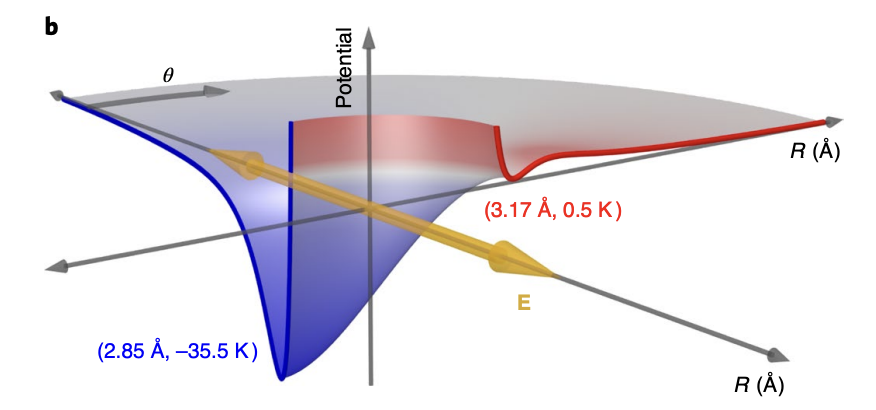 b
θ
Potential
R (Å)
(3.17 Å, 0.5 K)
E
(2.85 Å, –35.5 K)
R (Å)